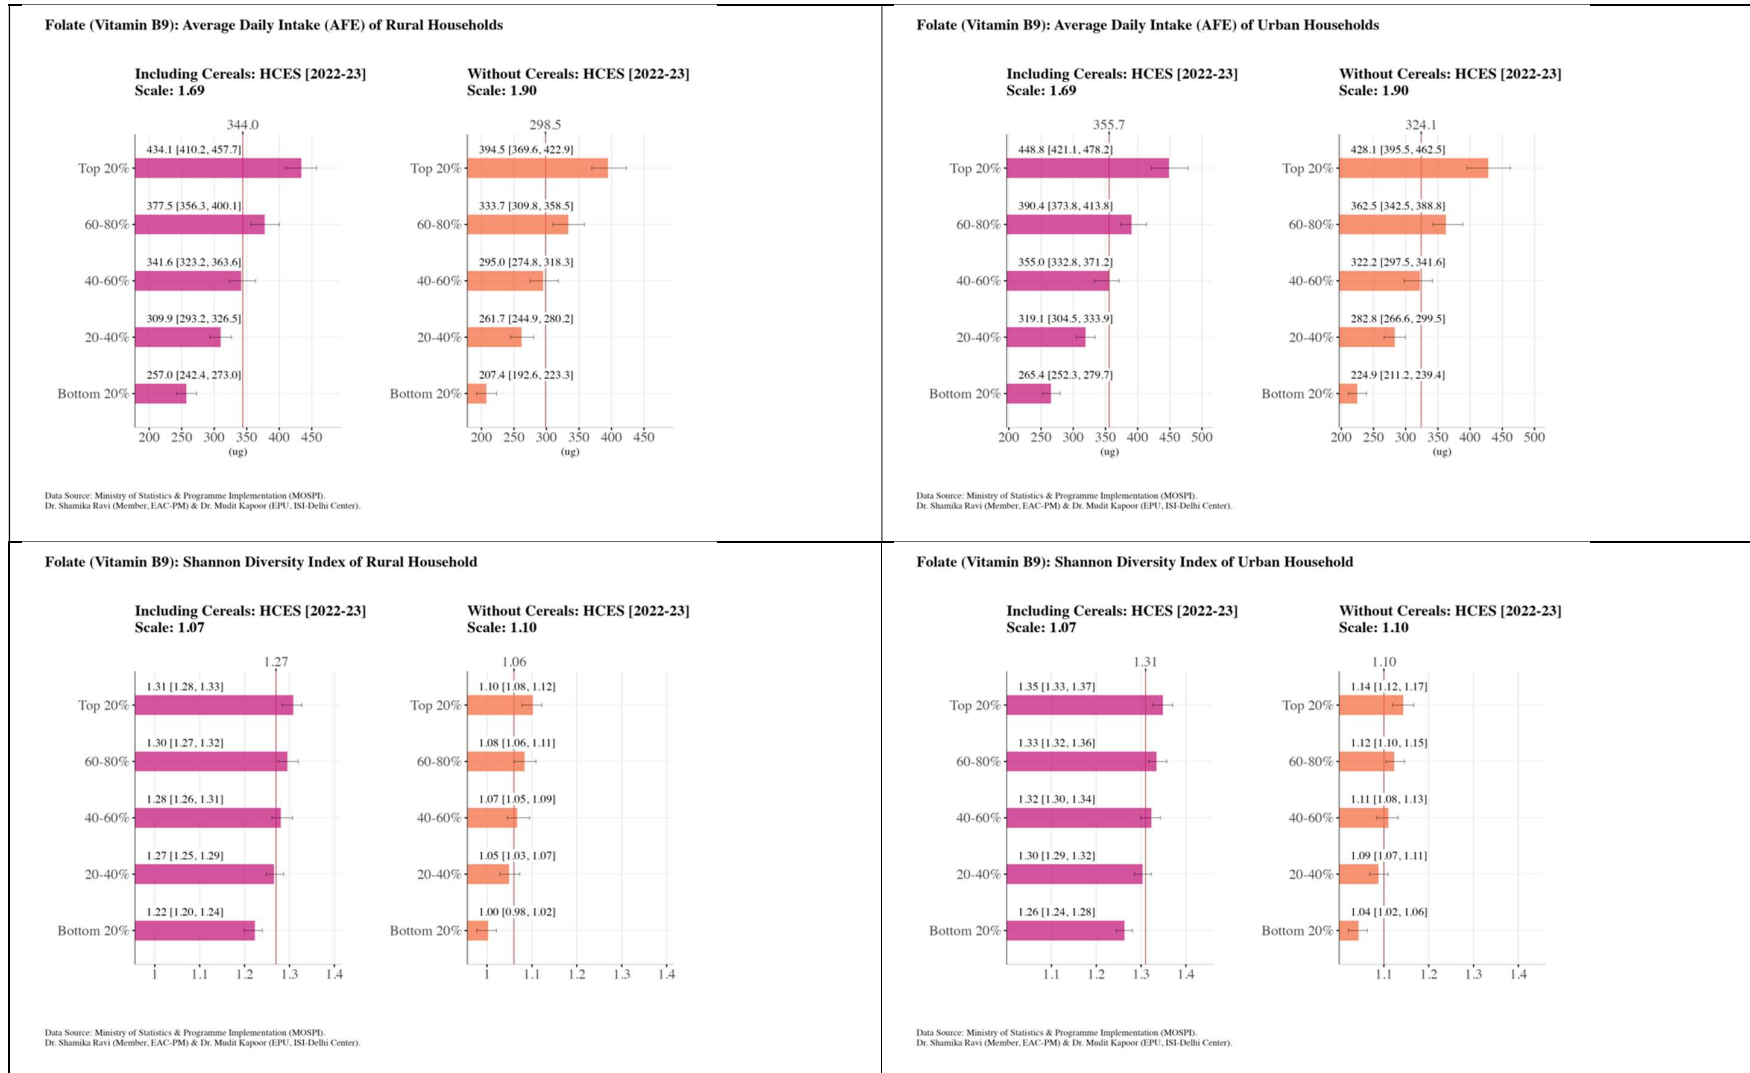 Folate (Vitamin B9): Average Daily Intake (AFE) of Rural Households
Including Cereals: HCES [2022-23]
Scale: 1.69
344.0
Top 20%
434.1 [410.2, 457.7]
60-80%
377.5 [356.3, 400.1]
40-60%
341.6 [323.2, 363.6]
20-40%
309.9 [293.2, 326.5]
Bottom 20%
257.0 [242.4, 273.0]
200 250 300 350 400 450
(ug)
Without Cereals: HCES [2022-23]
Scale: 1.90
298.5
Top 20%
394.5 [369.6, 422.9]
60-80%
333.7 [309.8, 358.5]
40-60%
295.0 [274.8, 318.3]
20-40%
261.7 [244.9, 280.2]
Bottom 20%
207.4 [192.6, 223.3]
200 250 300 350 400 450
(ug)
Data Source: Ministry of Statistics & Programme Implementation (MOSPI).
Dr. Shamika Ravi (Member, EAC-PM) & Dr. Mudit Kapoor (EPU, ISI-Delhi Center).
Folate (Vitamin B9): Average Daily Intake (AFE) of Urban Households
Including Cereals: HCES [2022-23]
Scale: 1.69
355.7
Top 20%
448.8 [421.1, 478.2]
60-80%
390.4 [373.8, 413.8]
40-60%
355.0 [332.8, 371.2]
20-40%
319.1 [304.5, 333.9]
Bottom 20%
265.4 [252.3, 279.7]
200 250 300 350 400 450 500
(ug)
Without Cereals: HCES [2022-23]
Scale: 1.90
324.1
Top 20%
428.1 [395.5, 462.5]
60-80%
362.5 [342.5, 388.8]
40-60%
322.2 [297.5, 341.6]
20-40%
282.8 [266.6, 299.5]
Bottom 20%
224.9 [211.2, 239.4]
200 250 300 350 400 450 500
(ug)
Data Source: Ministry of Statistics & Programme Implementation (MOSPI).
Dr. Shamika Ravi (Member, EAC-PM) & Dr. Mudit Kapoor (EPU, ISI-Delhi Center).
Folate (Vitamin B9): Shannon Diversity Index of Rural Household
Including Cereals: HCES [2022-23]
Scale: 1.07
1.27
Top 20%
1.31 [1.28, 1.33]
60-80%
1.30 [1.27, 1.32]
40-60%
1.28 [1.26, 1.31]
20-40%
1.27 [1.25, 1.29]
Bottom 20%
1.22 [1.20, 1.24]
1 1.1 1.2 1.3 1.4
Without Cereals: HCES [2022-23]
Scale: 1.10
1.06
Top 20%
1.10 [1.08, 1.12]
60-80%
1.08 [1.06, 1.11]
40-60%
1.07 [1.05, 1.09]
20-40%
1.05 [1.03, 1.07]
Bottom 20%
1.00 [0.98, 1.02]
1 1.1 1.2 1.3 1.4
Data Source: Ministry of Statistics & Programme Implementation (MOSPI).
Dr. Shamika Ravi (Member, EAC-PM) & Dr. Mudit Kapoor (EPU, ISI-Delhi Center).
Folate (Vitamin B9): Shannon Diversity Index of Urban Household
Including Cereals: HCES [2022-23]
Scale: 1.07
1.31
Top 20%
1.35 [1.33, 1.37]
60-80%
1.33 [1.32, 1.36]
40-60%
1.32 [1.30, 1.34]
20-40%
1.30 [1.29, 1.32]
Bottom 20%
1.26 [1.24, 1.28]
1.1 1.2 1.3 1.4
Without Cereals: HCES [2022-23]
Scale: 1.10
1.10
Top 20%
1.14 [1.12, 1.17]
60-80%
1.12 [1.10, 1.15]
40-60%
1.11 [1.08, 1.13]
20-40%
1.09 [1.07, 1.11]
Bottom 20%
1.04 [1.02, 1.06]
1.1 1.2 1.3 1.4
Data Source: Ministry of Statistics & Programme Implementation (MOSPI).
Dr. Shamika Ravi (Member, EAC-PM) & Dr. Mudit Kapoor (EPU, ISI-Delhi Center).